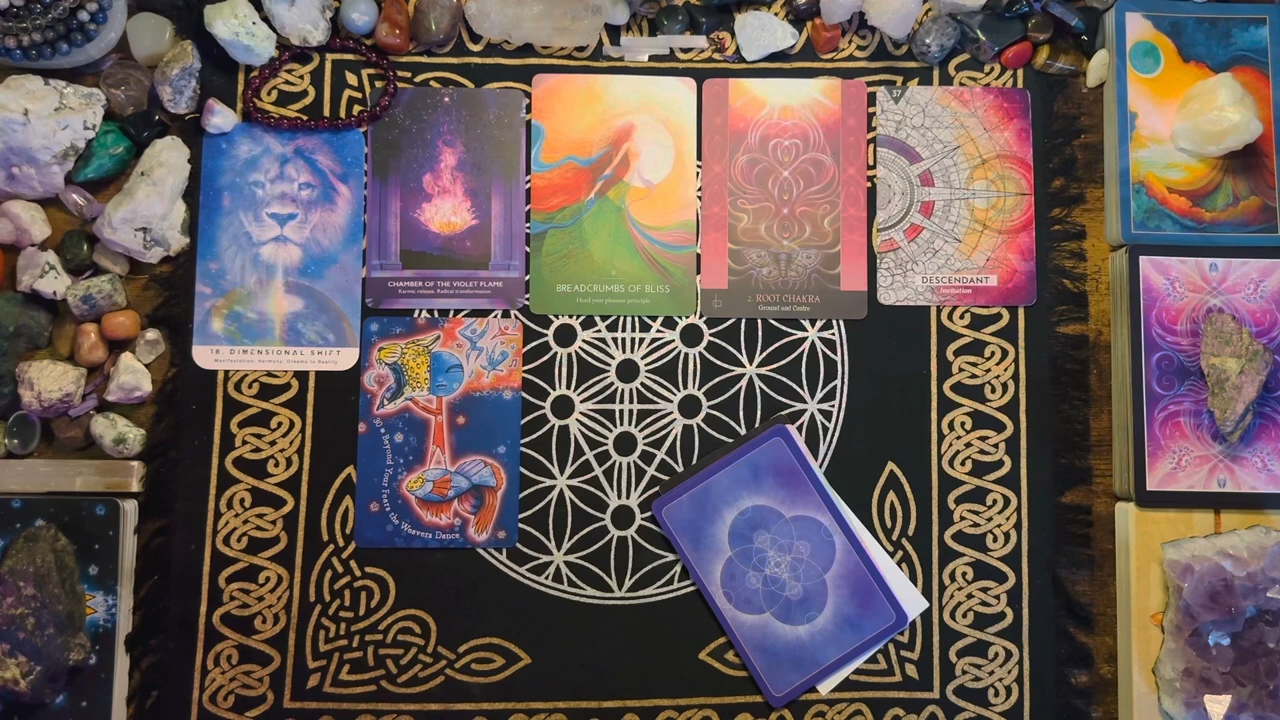 18. DIMENSIONAL SHIFT
Manifestation, Harmony, Dreams to Reality
CHAMBER OF THE VIOLET FLAME
Karmic release. Radical transformation
II
BREADCRUMBS OF BLISS
Heed your pleasure principle
2. ROOT CHAKRA
Ground and Centre
37
DESCENDANT
Invitation
30 Beyond Your Fears the Weavers Dance